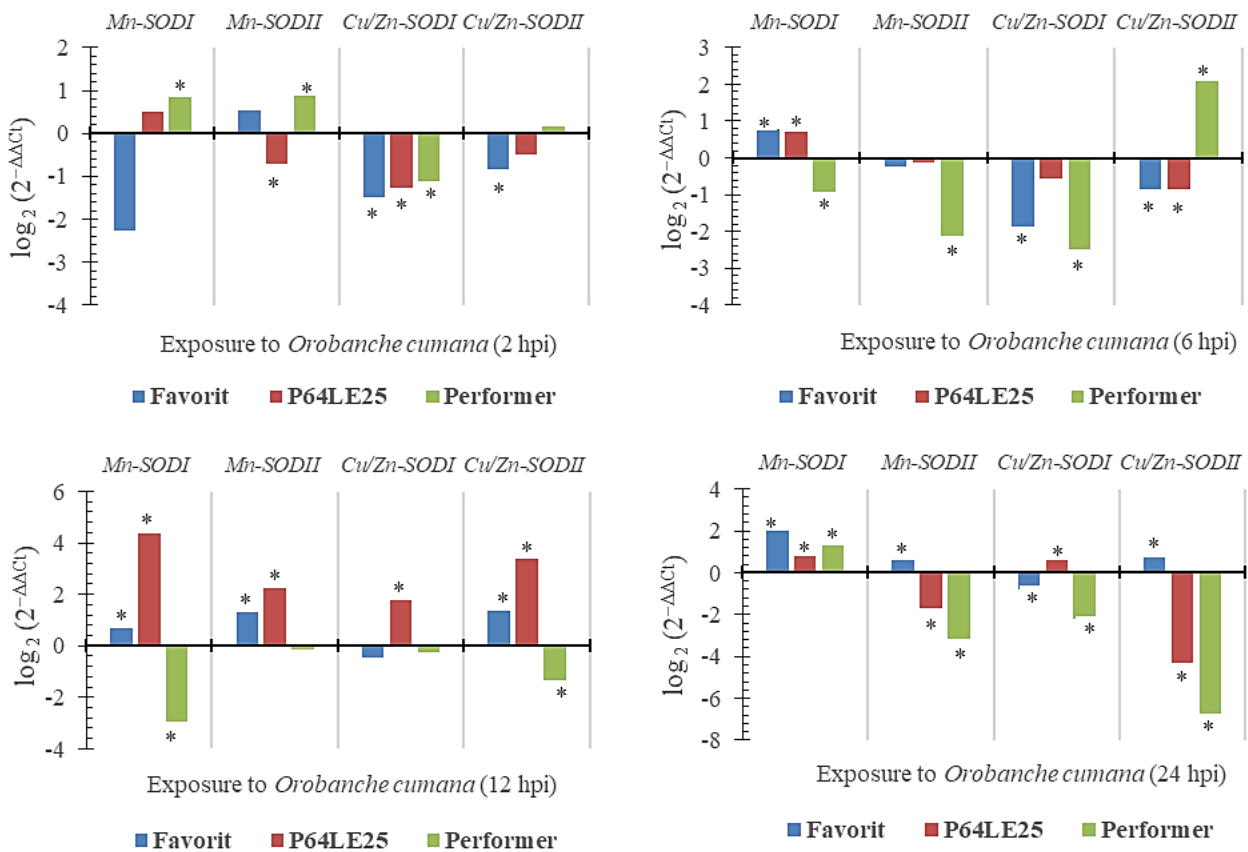 Mn-SODI Mn-SODII Cu/Zn-SODI Cu/Zn-SODII
2
1
0
-1
-2
-3
-4
log2 (2−ΔΔCt)
* * * * * * *
Exposure to Orobanche cumana (2 hpi)
Favorit P64LE25 Performer
Mn-SODI Mn-SODII Cu/Zn-SODI Cu/Zn-SODII
3
2
1
0
-1
-2
-3
-4
log2 (2−ΔΔCt)
* * * * * * * * *
Exposure to Orobanche cumana (6 hpi)
Favorit P64LE25 Performer
Mn-SODI Mn-SODII Cu/Zn-SODI Cu/Zn-SODII
6
4
2
0
-2
-4
log2 (2−ΔΔCt)
* * * * * * * * *
Exposure to Orobanche cumana (12 hpi)
Favorit P64LE25 Performer
Mn-SODI Mn-SODII Cu/Zn-SODI Cu/Zn-SODII
4
2
0
-2
-4
-6
-8
log2 (2−ΔΔCt)
* * * * * * * * * * * *
Exposure to Orobanche cumana (24 hpi)
Favorit P64LE25 Performer